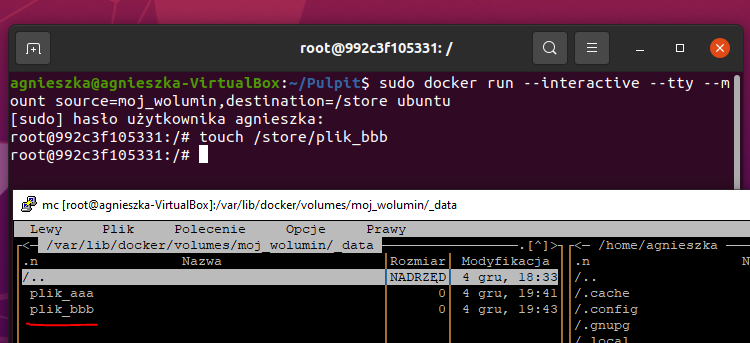 root@992c3f105331: /
agnieszka@agnieszka-VirtualBox:~/Pulpit$ sudo docker run --interactive --tty --m
ount source=moj_wolumin,destination=/store ubuntu
[sudo] hasło użytkownika agnieszka:
root@992c3f105331:/# touch /store/plik_bbb
root@992c3f105331:/#
mc [root@agnieszka-VirtualBox]:/var/lib/docker/volumes/moj_wolumin/_data
Lewy Plik Polecenie Opcje Prawy
<─ /var/lib/docker/volumes/moj_wolumin/_data ─.[^]> <─ /home/agnieszka
.n Nazwa Rozmiar Modyfikacja .n N
/.. NADRZĘD 4 gru, 18:33 /..
plik_aaa 0 4 gru, 19:41 /.cache
plik_bbb 0 4 gru, 19:43 /.config
/.gnupg
/.local